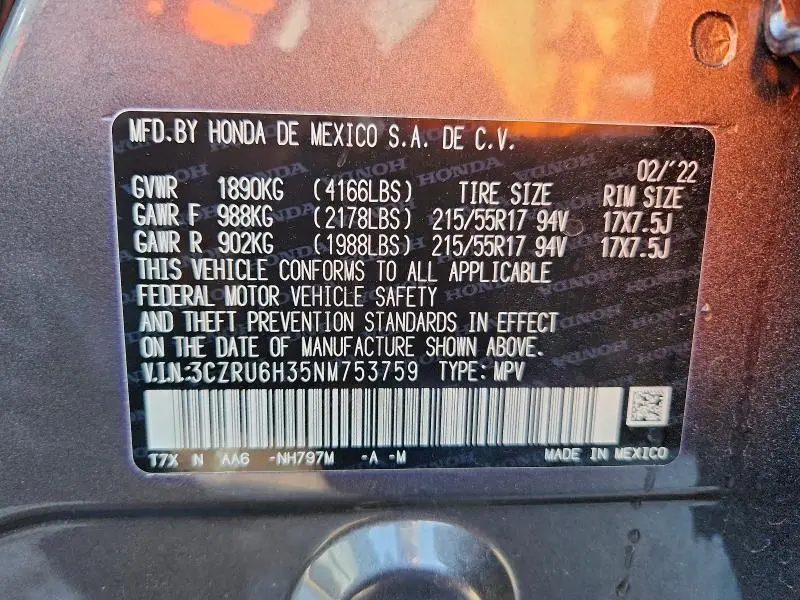 MFD.BY HONDA DE MEXICO S.A. DE C.V.
02/'22
GVWR 1890KG (4166LBS) TIRE SIZE RIM SIZE
GAWR F 988KG (2178LBS) 215/55R17 94V 17X7.5J
GAWR R 902KG (1988LBS) 215/55R17 94V 17X7.5J
THIS VEHICLE CONFORMS TO ALL APPLICABLE
FEDERAL MOTOR VEHICLE SAFETY
AND THEFT PREVENTION STANDARDS IN EFFECT
ON THE DATE OF MANUFACTURE SHOWN ABOVE.
V.I.N:3CZRU6H35NM753759 TYPE: MPV
T7X N AA6 -NH797M -A -M MADE IN MEXICO